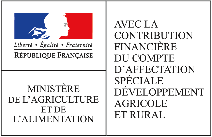 Liberté • Égalité • Fraternité
RÉPUBLIQUE FRANÇAISE
MINISTÈRE
DE L'AGRICULTURE
ET DE
L'ALIMENTATION
AVEC LA
CONTRIBUTION
FINANCIÈRE
DU COMPTE
D'AFFECTATION
SPÉCIALE
DÉVELOPPEMENT
AGRICOLE
ET RURAL